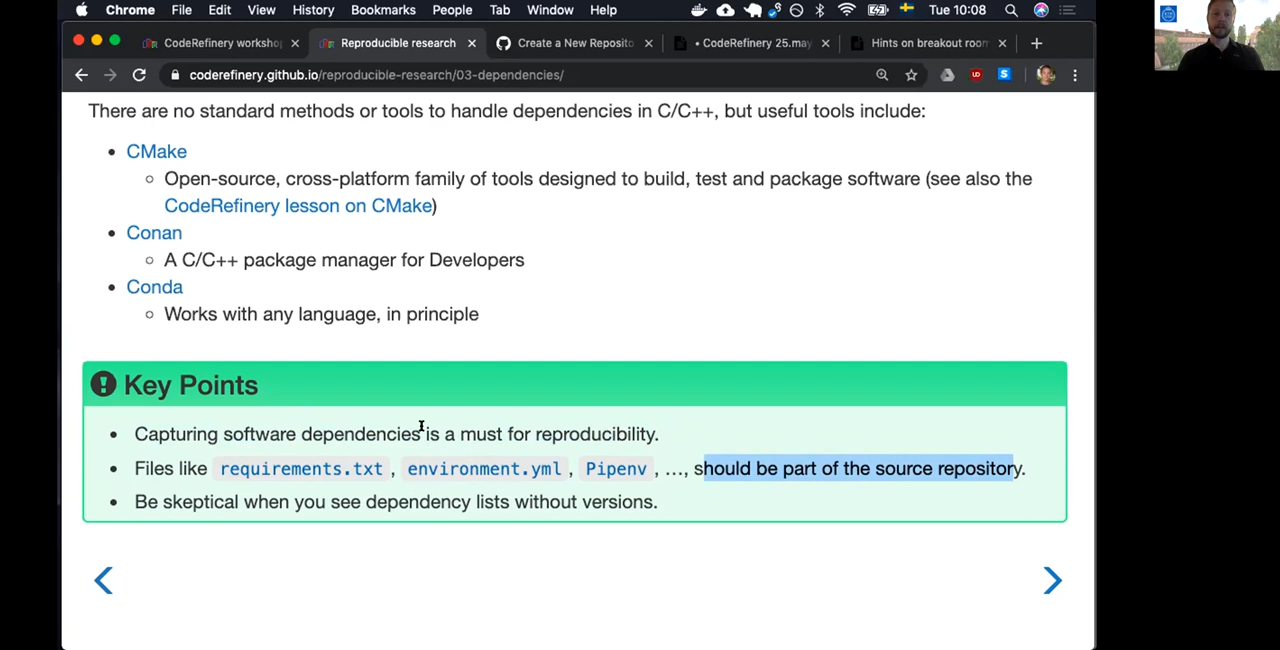 Chrome File Edit View History Bookmarks People Tab Window Help Tue 10:08
CodeRefinery workshop Reproducible research Create a New Reposito • CodeRefinery 25.may Hints on breakout room
coderefinery.github.io/reproducible-research/03-dependencies/
There are no standard methods or tools to handle dependencies in C/C++, but useful tools include:
• CMake
◦ Open-source, cross-platform family of tools designed to build, test and package software (see also the
CodeRefinery lesson on CMake)
• Conan
◦ A C/C++ package manager for Developers
• Conda
◦ Works with any language, in principle
Key Points
• Capturing software dependencies is a must for reproducibility.
• Files like requirements.txt , environment.yml , Pipenv , …, should be part of the source repository.
• Be skeptical when you see dependency lists without versions.